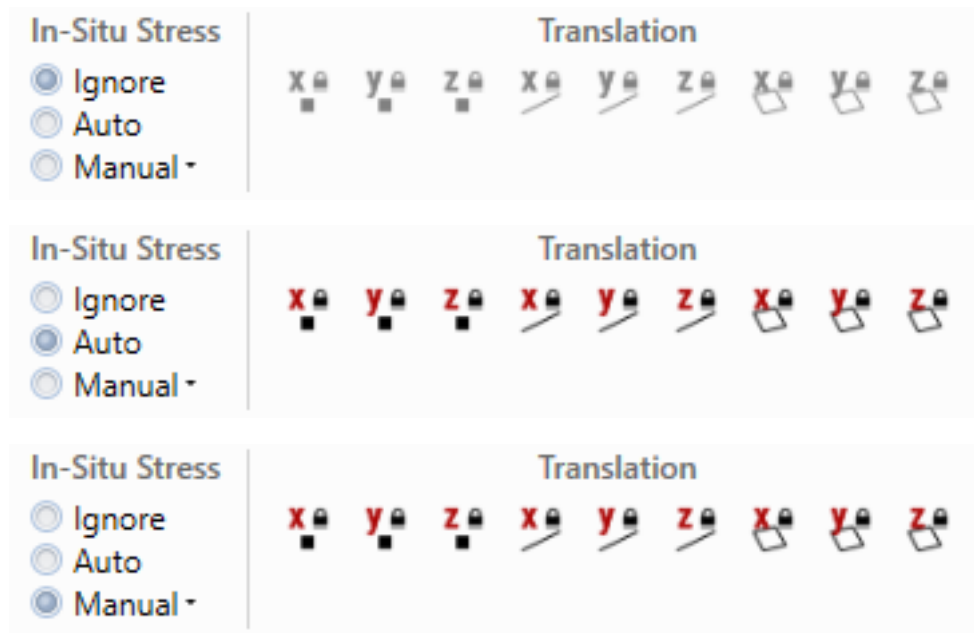 In-Situ Stress Translation
Ignore x y z x y z x y z
Auto
Manual
In-Situ Stress Translation
Ignore x y z x y z x y z
Auto
Manual
In-Situ Stress Translation
Ignore x y z x y z x y z
Auto
Manual